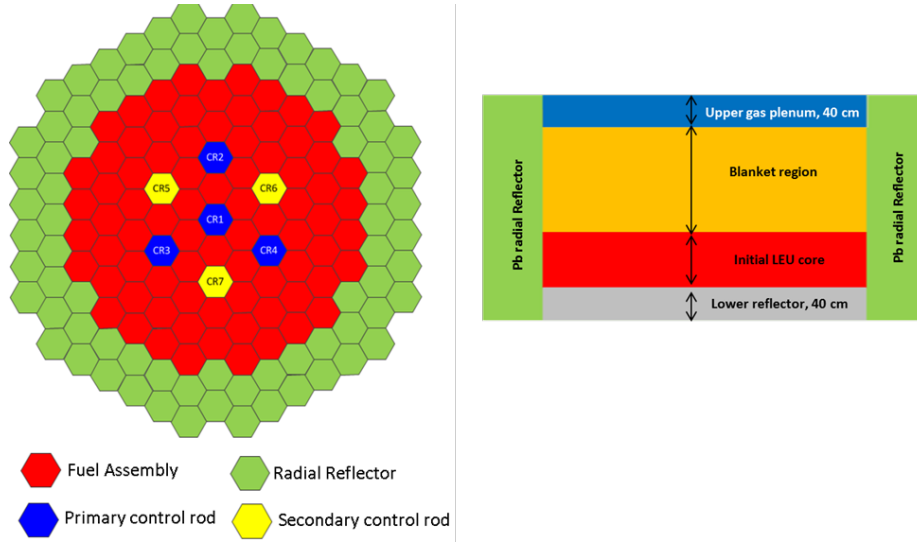 CR2
CR5
CR6
CR1
CR3
CR4
CR7
Fuel Assembly
Radial Reflector
Primary control rod
Secondary control rod
Upper gas plenum, 40 cm
Blanket region
Initial LEU core
Lower reflector, 40 cm
Pb radial Reflector
Pb radial Reflector